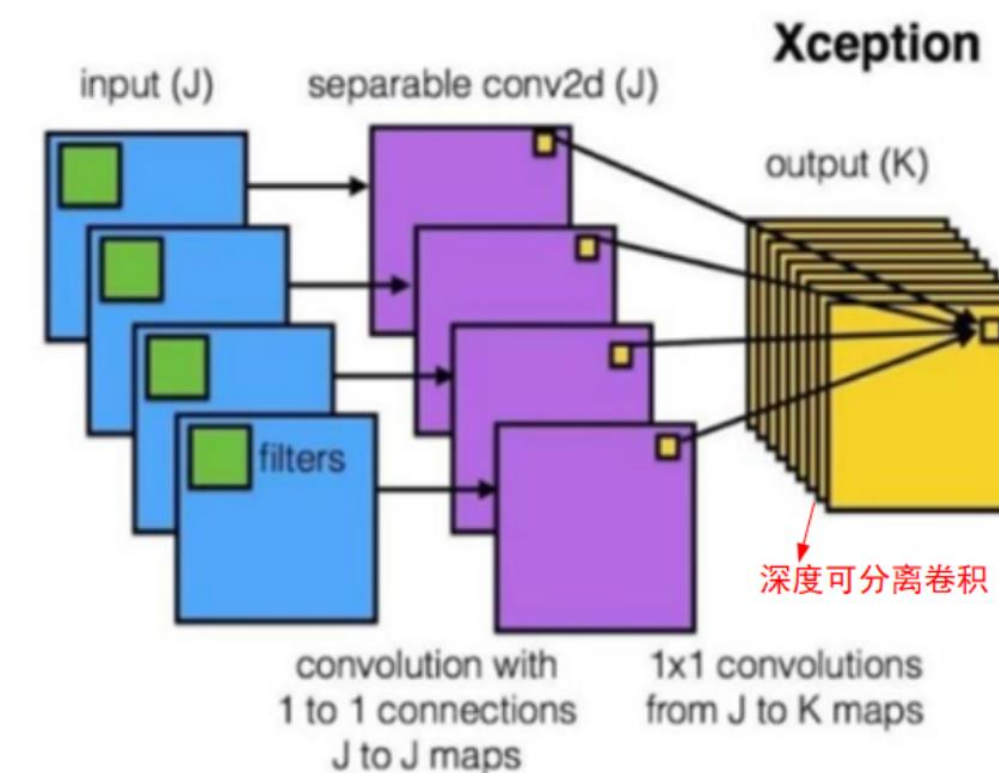 Xception
input (J)
separable conv2d (J)
output (K)
filters
深度可分离卷积
convolution with
1 to 1 connections
J to J maps
1x1 convolutions
from J to K maps